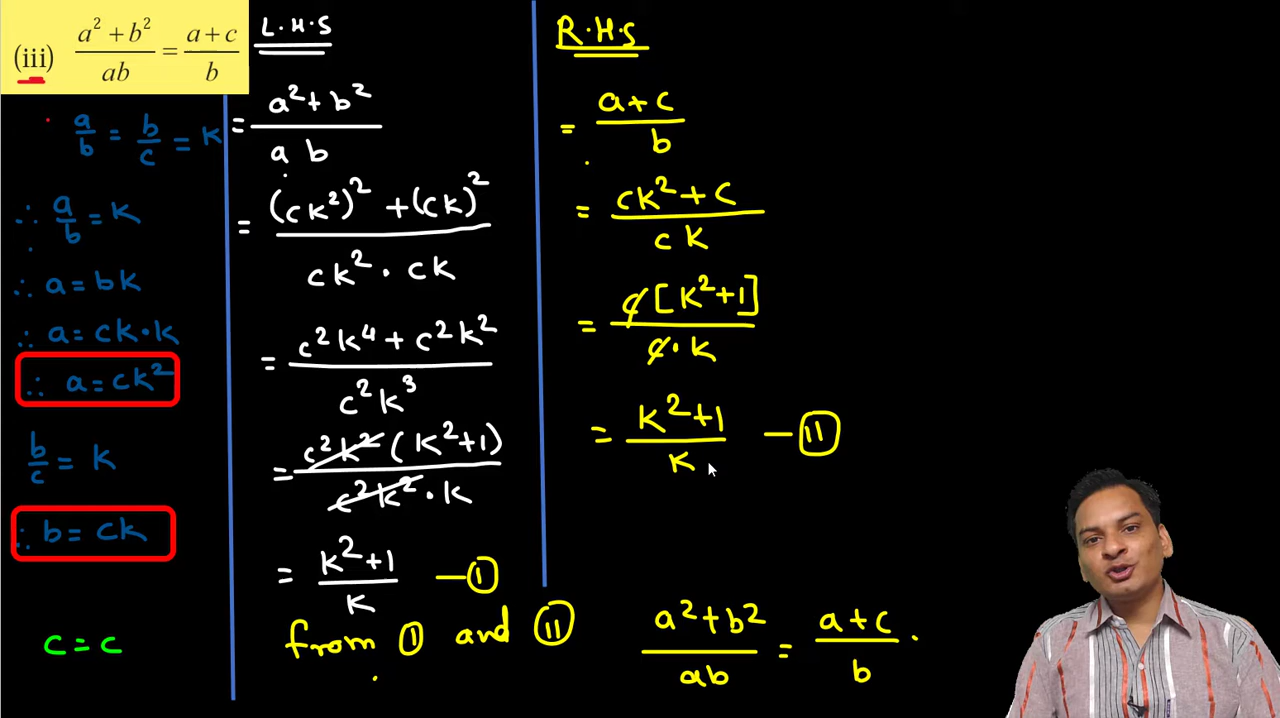 (iii) a² + b² / ab = a + c / b
a/b = b/c = K
∴ a/b = K
∴ a = bK
∴ a = cK·K
∴ a = cK²
b/c = K
∴ b = cK
c = c
L.H.S
= a² + b² / a b
= (cK²)² + (cK)² / cK² · cK
= c²K⁴ + c²K² / c²K³
= c²K² (K²+1) / c²K² · K
= K²+1 / K — I
from I and II
R.H.S
= a + c / b
= cK² + c / c K
= c [K²+1] / c · K
= K²+1 / K — II
a² + b² / ab = a + c / b .